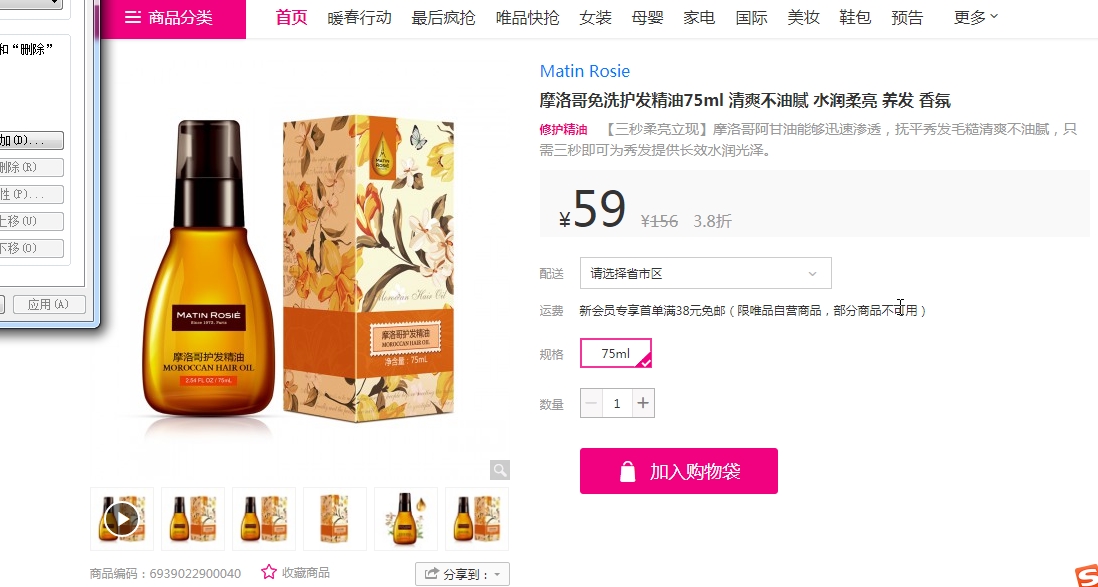 商品分类 首页 暖春行动 最后疯抢 唯品快抢 女装 母婴 家电 国际 美妆 鞋包 预告 更多
和“删除”
加(D)...
删除(R)
性(P)...
上移(U)
下移(O)
应用(A)
Matin Rosie
摩洛哥免洗护发精油75ml 清爽不油腻 水润柔亮 养发 香氛
修护精油 【三秒柔亮立现】摩洛哥阿甘油能够迅速渗透，抚平秀发毛糙清爽不油腻，只
需三秒即可为秀发提供长效水润光泽。
¥59 ¥156 3.8折
配送 请选择省市区
运费 新会员专享首单满38元免邮（限唯品自营商品，部分商品不可用）
规格 75ml
数量 1
加入购物袋
MATIN ROSIÉ
Since 1972. Paris
摩洛哥护发精油
MOROCCAN HAIR OIL
2.54 FL OZ / 75mL
MATIN
ROSIÉ
Moroccan Hair Oil
摩洛哥护发精油
MOROCCAN HAIR OIL
净含量：75mL
商品编码：6939022900040 收藏商品 分享到：